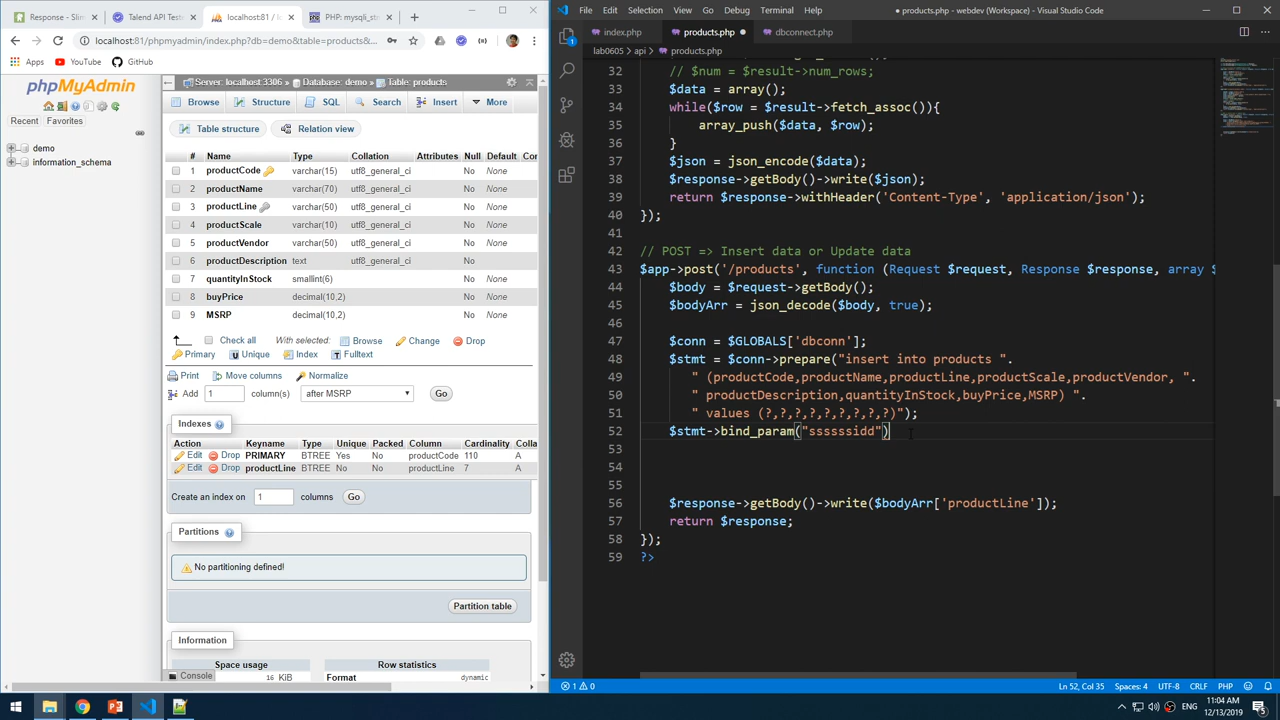 Response - Slim
Talend API Test
localhost:81 / l
PHP: mysqli_st
localhost:81/phpmyadmin/index.php?db=demo&table=products&...
Apps YouTube GitHub
phpMyAdmin
Recent Favorites
demo
information_schema
Server: localhost:3306 » Database: demo » Table: products
Browse Structure SQL Search Insert More
Table structure Relation view
# Name Type Collation Attributes Null Default
1 productCode varchar(15) utf8_general_ci No None
2 productName varchar(70) utf8_general_ci No None
3 productLine varchar(50) utf8_general_ci No None
4 productScale varchar(10) utf8_general_ci No None
5 productVendor varchar(50) utf8_general_ci No None
6 productDescription text utf8_general_ci No None
7 quantityInStock smallint(6) No None
8 buyPrice decimal(10,2) No None
9 MSRP decimal(10,2) No None
Check all With selected: Browse Change Drop
Primary Unique Index Fulltext
Print Move columns Normalize
Add 1 column(s) after MSRP Go
Indexes
Action Keyname Type Unique Packed Column Cardinality
Edit Drop PRIMARY BTREE Yes No productCode 110 A
Edit Drop productLine BTREE No No productLine 7 A
Create an index on 1 columns Go
Partitions
No partitioning defined!
Partition table
Information
Space usage Row statistics
16 KiB Format dynamic
Console
File Edit Selection View Go Debug Terminal Help ● products.php - webdev (Workspace) - Visual Studio Code
index.php products.php dbconnect.php
lab0605 > api > products.php
32 // $num = $result->num_rows;
33 $data = array();
34 while($row = $result->fetch_assoc()){
35 array_push($data, $row);
36 }
37 $json = json_encode($data);
38 $response->getBody()->write($json);
39 return $response->withHeader('Content-Type', 'application/json');
40 });
41
42 // POST => Insert data or Update data
43 $app->post('/products', function (Request $request, Response $response, array $
44 $body = $request->getBody();
45 $bodyArr = json_decode($body, true);
46
47 $conn = $GLOBALS['dbconn'];
48 $stmt = $conn->prepare("insert into products ".
49 " (productCode,productName,productLine,productScale,productVendor, ".
50 " productDescription,quantityInStock,buyPrice,MSRP) ".
51 " values (?,?,?,?,?,?,?,?,?)");
52 $stmt->bind_param("ssssssidd")
53
54
55
56 $response->getBody()->write($bodyArr['productLine']);
57 return $response;
58 });
59 ?>
1 0 Ln 52, Col 35 Spaces: 4 UTF-8 CRLF PHP
ENG 11:04 AM
12/13/2019